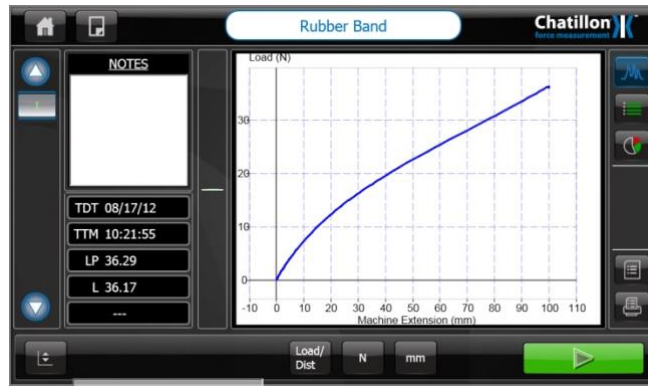 Rubber Band
Chatillon
force measurement
NOTES
1
TDT 08/17/12
TTM 10:21:55
LP 36.29
L 36.17
---
Load (N)
30
20
10
0
-10 0 10 20 30 40 50 60 70 80 90 100 110
Machine Extension (mm)
Load/
Dist
N
mm